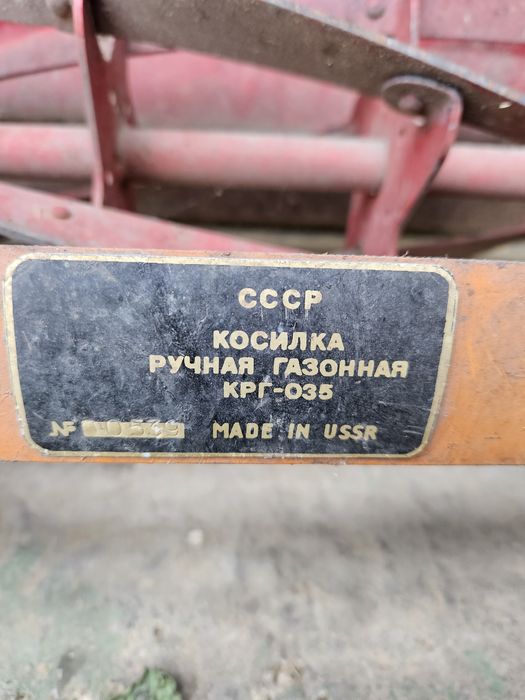 СССР
КОСИЛКА
РУЧНАЯ ГАЗОННАЯ
КРГ-035
№ MADE IN USSR